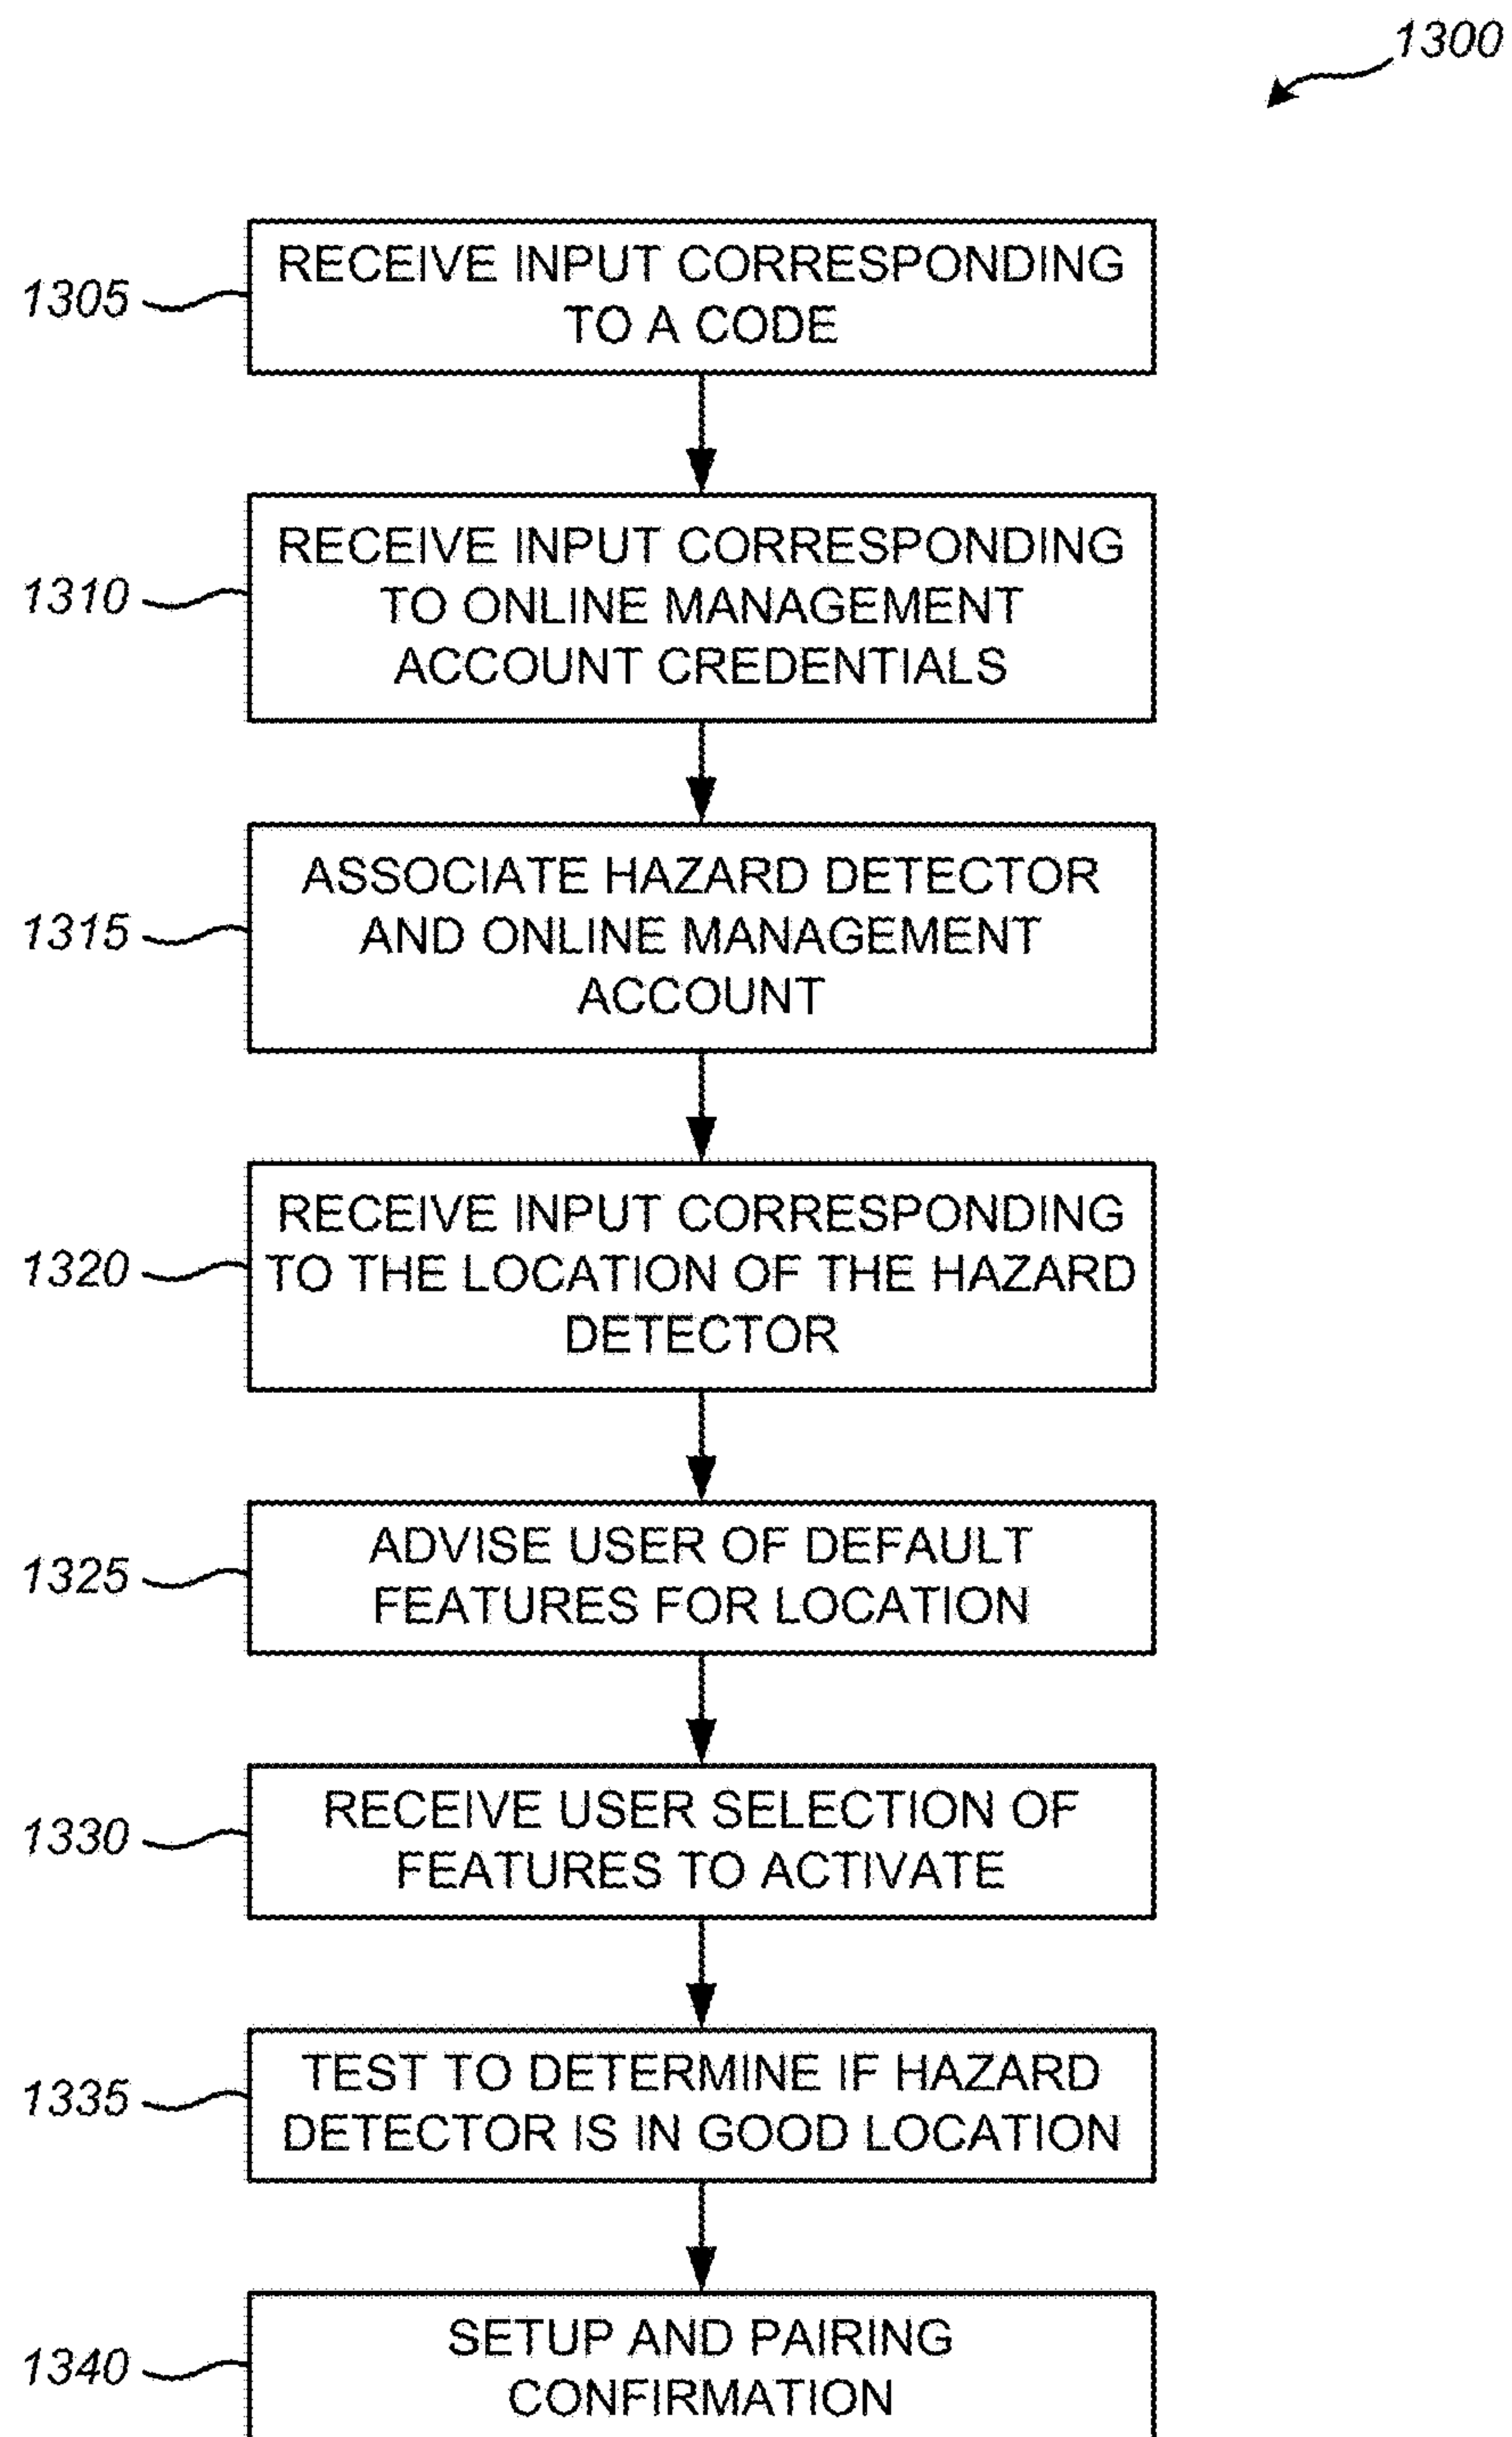 1300
1305
RECEIVE INPUT CORRESPONDING
TO A CODE
1310
RECEIVE INPUT CORRESPONDING
TO ONLINE MANAGEMENT
ACCOUNT CREDENTIALS
1315
ASSOCIATE HAZARD DETECTOR
AND ONLINE MANAGEMENT
ACCOUNT
1320
RECEIVE INPUT CORRESPONDING
TO THE LOCATION OF THE HAZARD
DETECTOR
1325
ADVISE USER OF DEFAULT
FEATURES FOR LOCATION
1330
RECEIVE USER SELECTION OF
FEATURES TO ACTIVATE
1335
TEST TO DETERMINE IF HAZARD
DETECTOR IS IN GOOD LOCATION
1340
SETUP AND PAIRING
CONFIRMATION